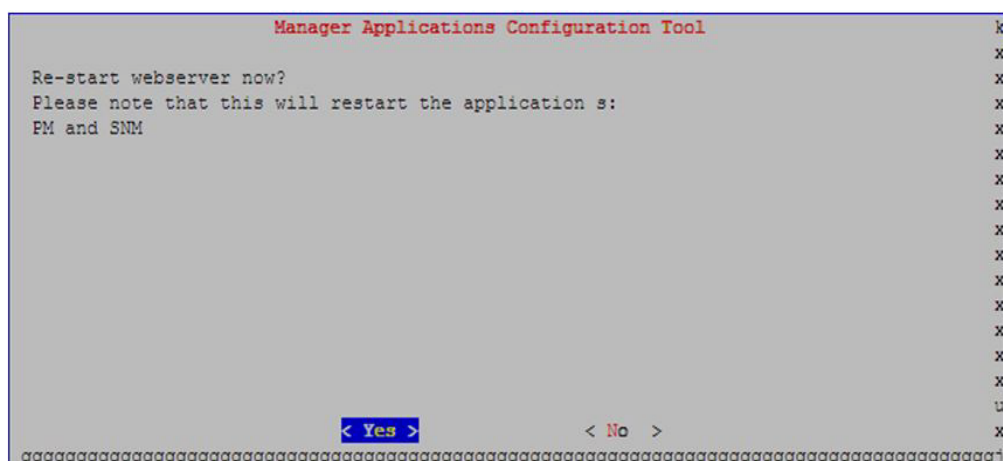 Manager Applications Configuration Tool
k
x
Re-start webserver now?
x
Please note that this will restart the application s:
x
PM and SNM
x
x
x
x
x
x
x
x
x
x
x
u
< Yes >
< No >
x